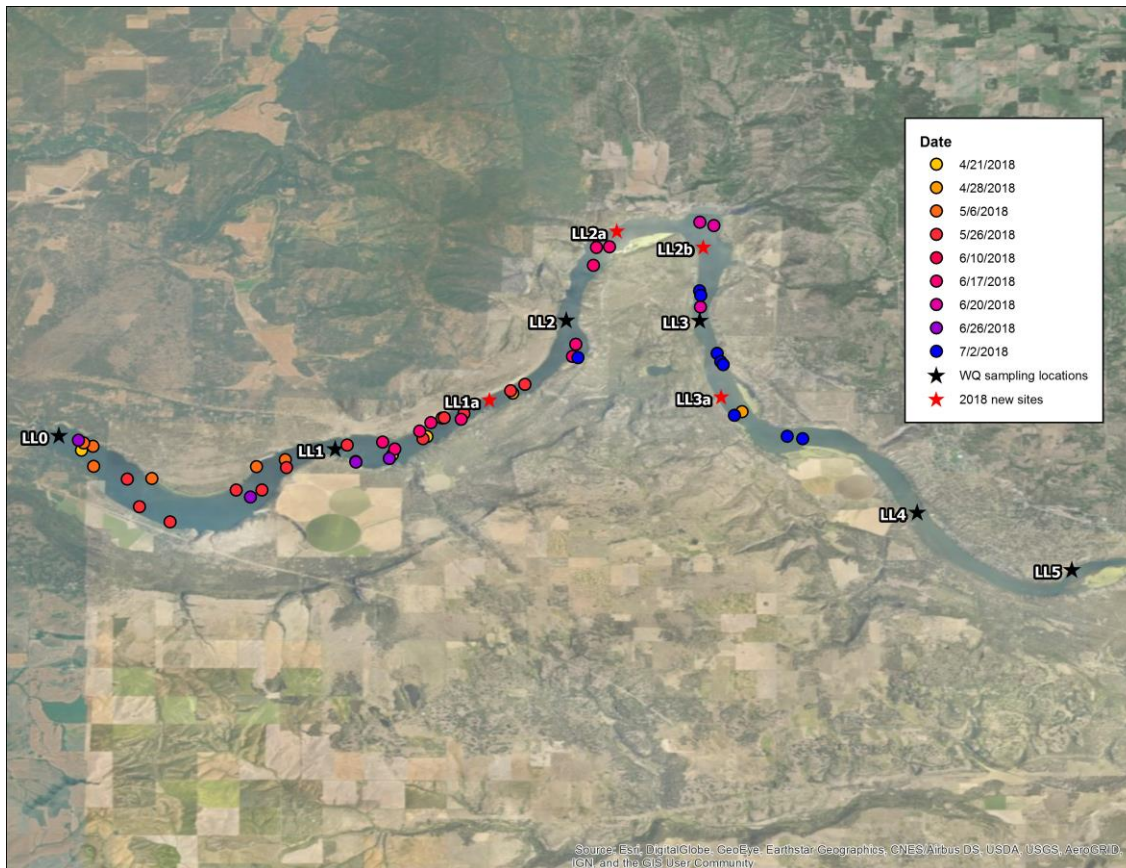 Date
4/21/2018
4/28/2018
5/6/2018
5/26/2018
6/10/2018
6/17/2018
6/20/2018
6/26/2018
7/2/2018
WQ sampling locations
2018 new sites
LL2a
LL2b
LL2
LL3
LL1a
LL3a
LL0
LL1
LL4
LL5
Source: Esri, DigitalGlobe, GeoEye, Earthstar Geographics, CNES/Airbus DS, USDA, USGS, AeroGRID,
IGN, and the GIS User Community